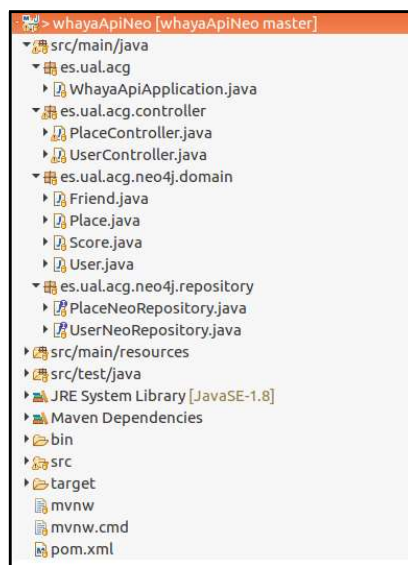 > whayaApiNeo [whayaApiNeo master]
src/main/java
es.ual.acg
WhayaApiApplication.java
es.ual.acg.controller
PlaceController.java
UserController.java
es.ual.acg.neo4j.domain
Friend.java
Place.java
Score.java
User.java
es.ual.acg.neo4j.repository
PlaceNeoRepository.java
UserNeoRepository.java
src/main/resources
src/test/java
JRE System Library [JavaSE-1.8]
Maven Dependencies
bin
src
target
mvnw
mvnw.cmd
pom.xml